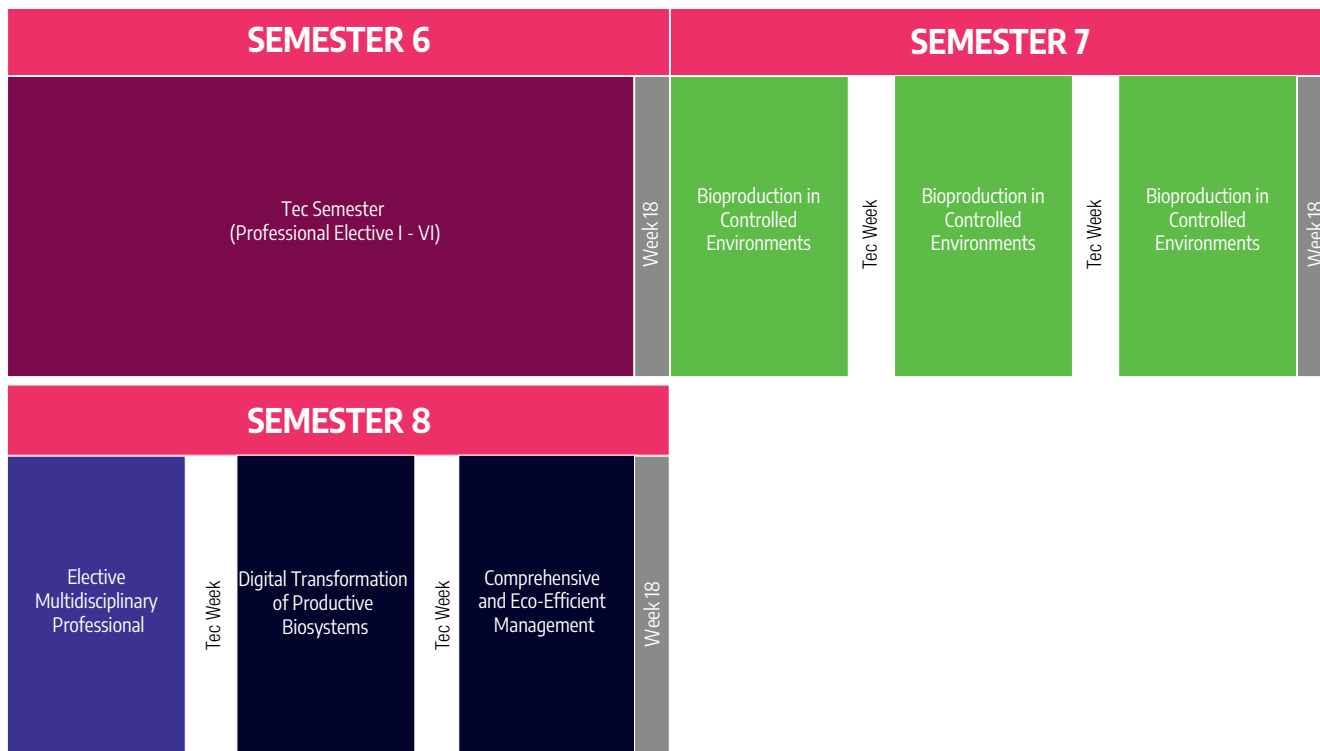 SEMESTER 6
Tec Semester
(Professional Elective I - VI)
Week 18
SEMESTER 7
Bioproduction in
Controlled
Environments
Tec Week
Bioproduction in
Controlled
Environments
Tec Week
Bioproduction in
Controlled
Environments
Week 18
SEMESTER 8
Elective
Multidisciplinary
Professional
Tec Week
Digital Transformation
of Productive
Biosystems
Tec Week
Comprehensive
and Eco-Efficient
Management
Week 18